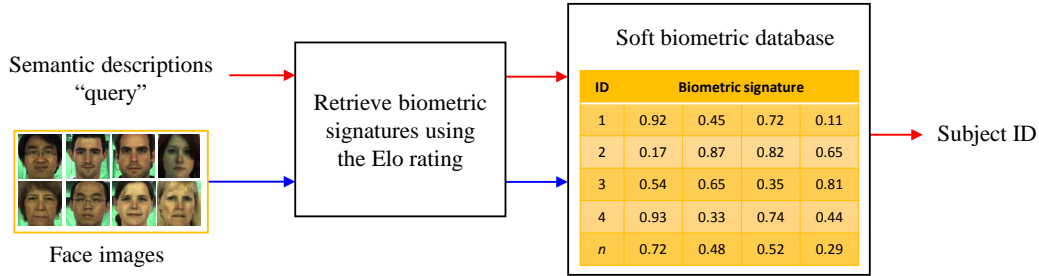 Semantic descriptions
“query”
Face images
Retrieve biometric
signatures using
the Elo rating
Soft biometric database
ID Biometric signature
1 0.92 0.45 0.72 0.11
2 0.17 0.87 0.82 0.65
3 0.54 0.65 0.35 0.81
4 0.93 0.33 0.74 0.44
n 0.72 0.48 0.52 0.29
Subject ID